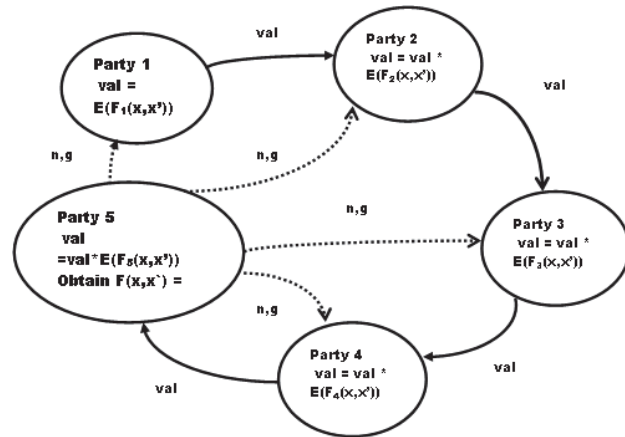 val
Party 1
val =
E(F₁(x,x'))
Party 2
val = val *
E(F₂(x,x'))
val
n,g
n,g
n,g
Party 5
val
=val*E(F₅(x,x'))
Obtain F(x,x`) =
Party 3
val = val *
E(F₃(x,x'))
n,g
Party 4
val = val *
E(F₄(x,x'))
val
val